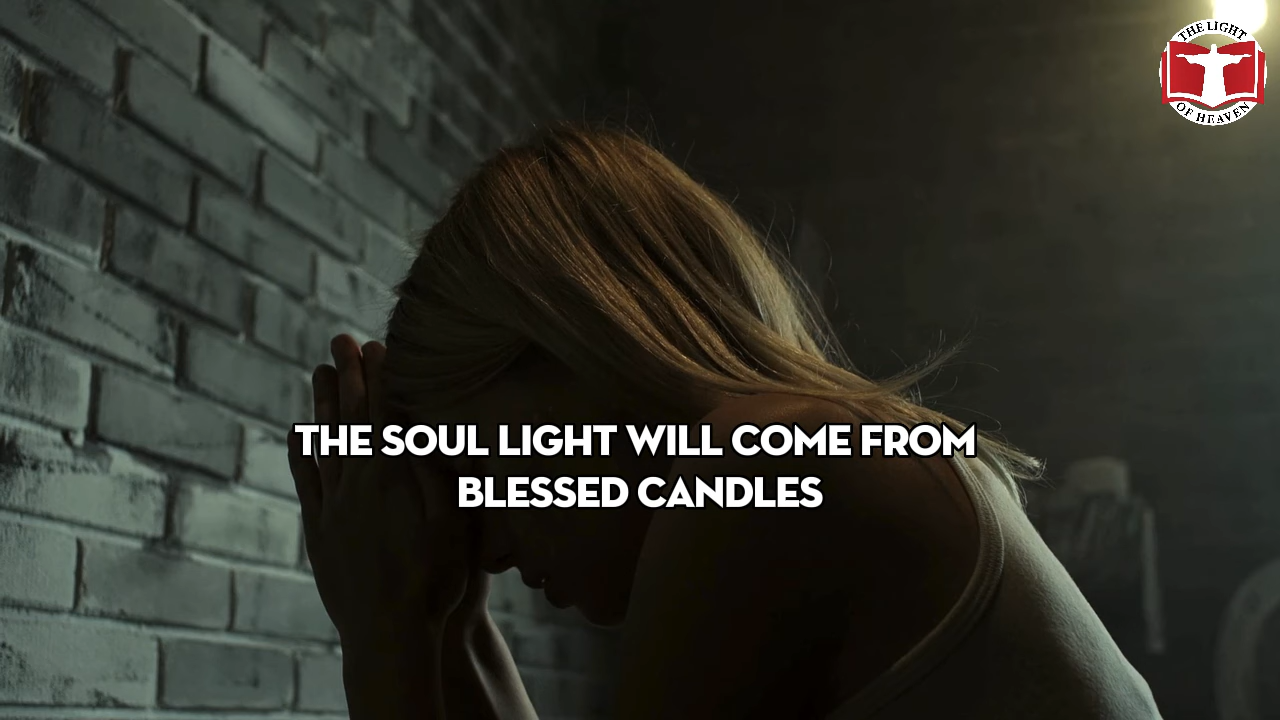 THE LIGHT
OF HEAVEN
THE SOUL LIGHT WILL COME FROM
BLESSED CANDLES